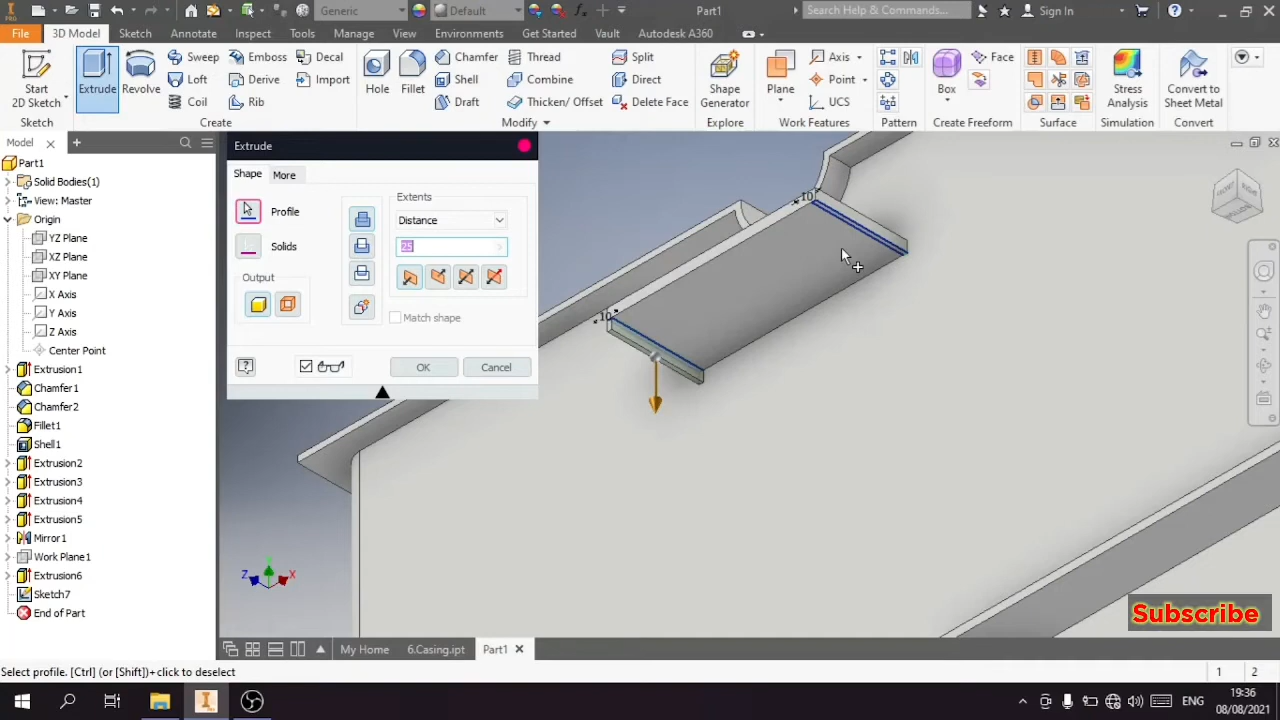 PRO Generic Default Part1 Search Help & Commands... Sign In
File 3D Model Sketch Annotate Inspect Tools Manage View Environments Get Started Vault Autodesk A360
Start
2D Sketch
Extrude
Revolve
Sweep Emboss Decal
Loft Derive Import
Coil Rib
Hole
Fillet
Chamfer Thread
Shell Combine
Draft Thicken/ Offset
Split
Direct
Delete Face
Shape
Generator
Plane
Axis
Point
UCS
Box
Face
Stress
Analysis
Convert to
Sheet Metal
Sketch Create Modify Explore Work Features Pattern Create Freeform Surface Simulation Convert
Model
Part1
Solid Bodies(1)
View: Master
Origin
YZ Plane
XZ Plane
XY Plane
X Axis
Y Axis
Z Axis
Center Point
Extrusion1
Chamfer1
Chamfer2
Fillet1
Shell1
Extrusion2
Extrusion3
Extrusion4
Extrusion5
Mirror1
Work Plane1
Extrusion6
Sketch7
End of Part
Extrude
Shape More
Profile
Solids
Output
Extents
Distance
25
Match shape
OK Cancel
10
10
Z X
Subscribe
My Home 6.Casing.ipt Part1
Select profile. [Ctrl] (or [Shift])+ click to deselect
1 2
ENG
19:36
08/08/2021